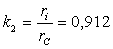 k₂ = rᵢ / r_C = 0,912